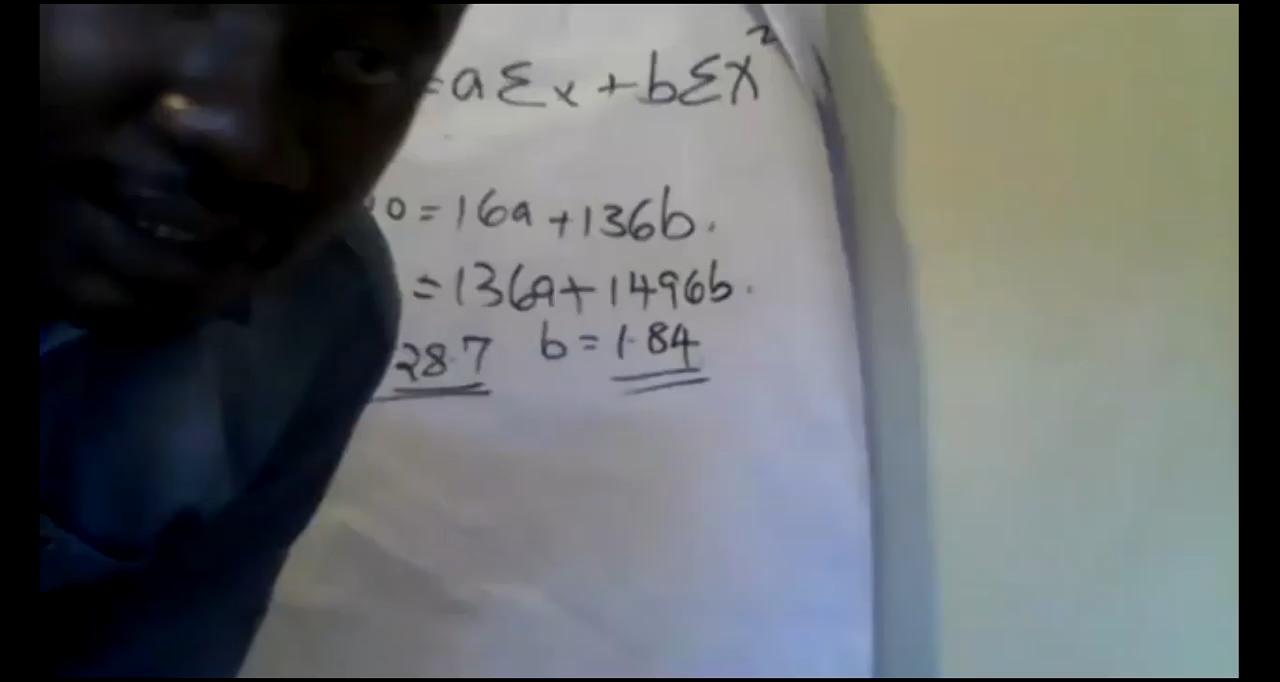 =aΣx + bΣx²
0 = 16a + 136b.
= 136a + 1496b.
28.7 b = 1.84